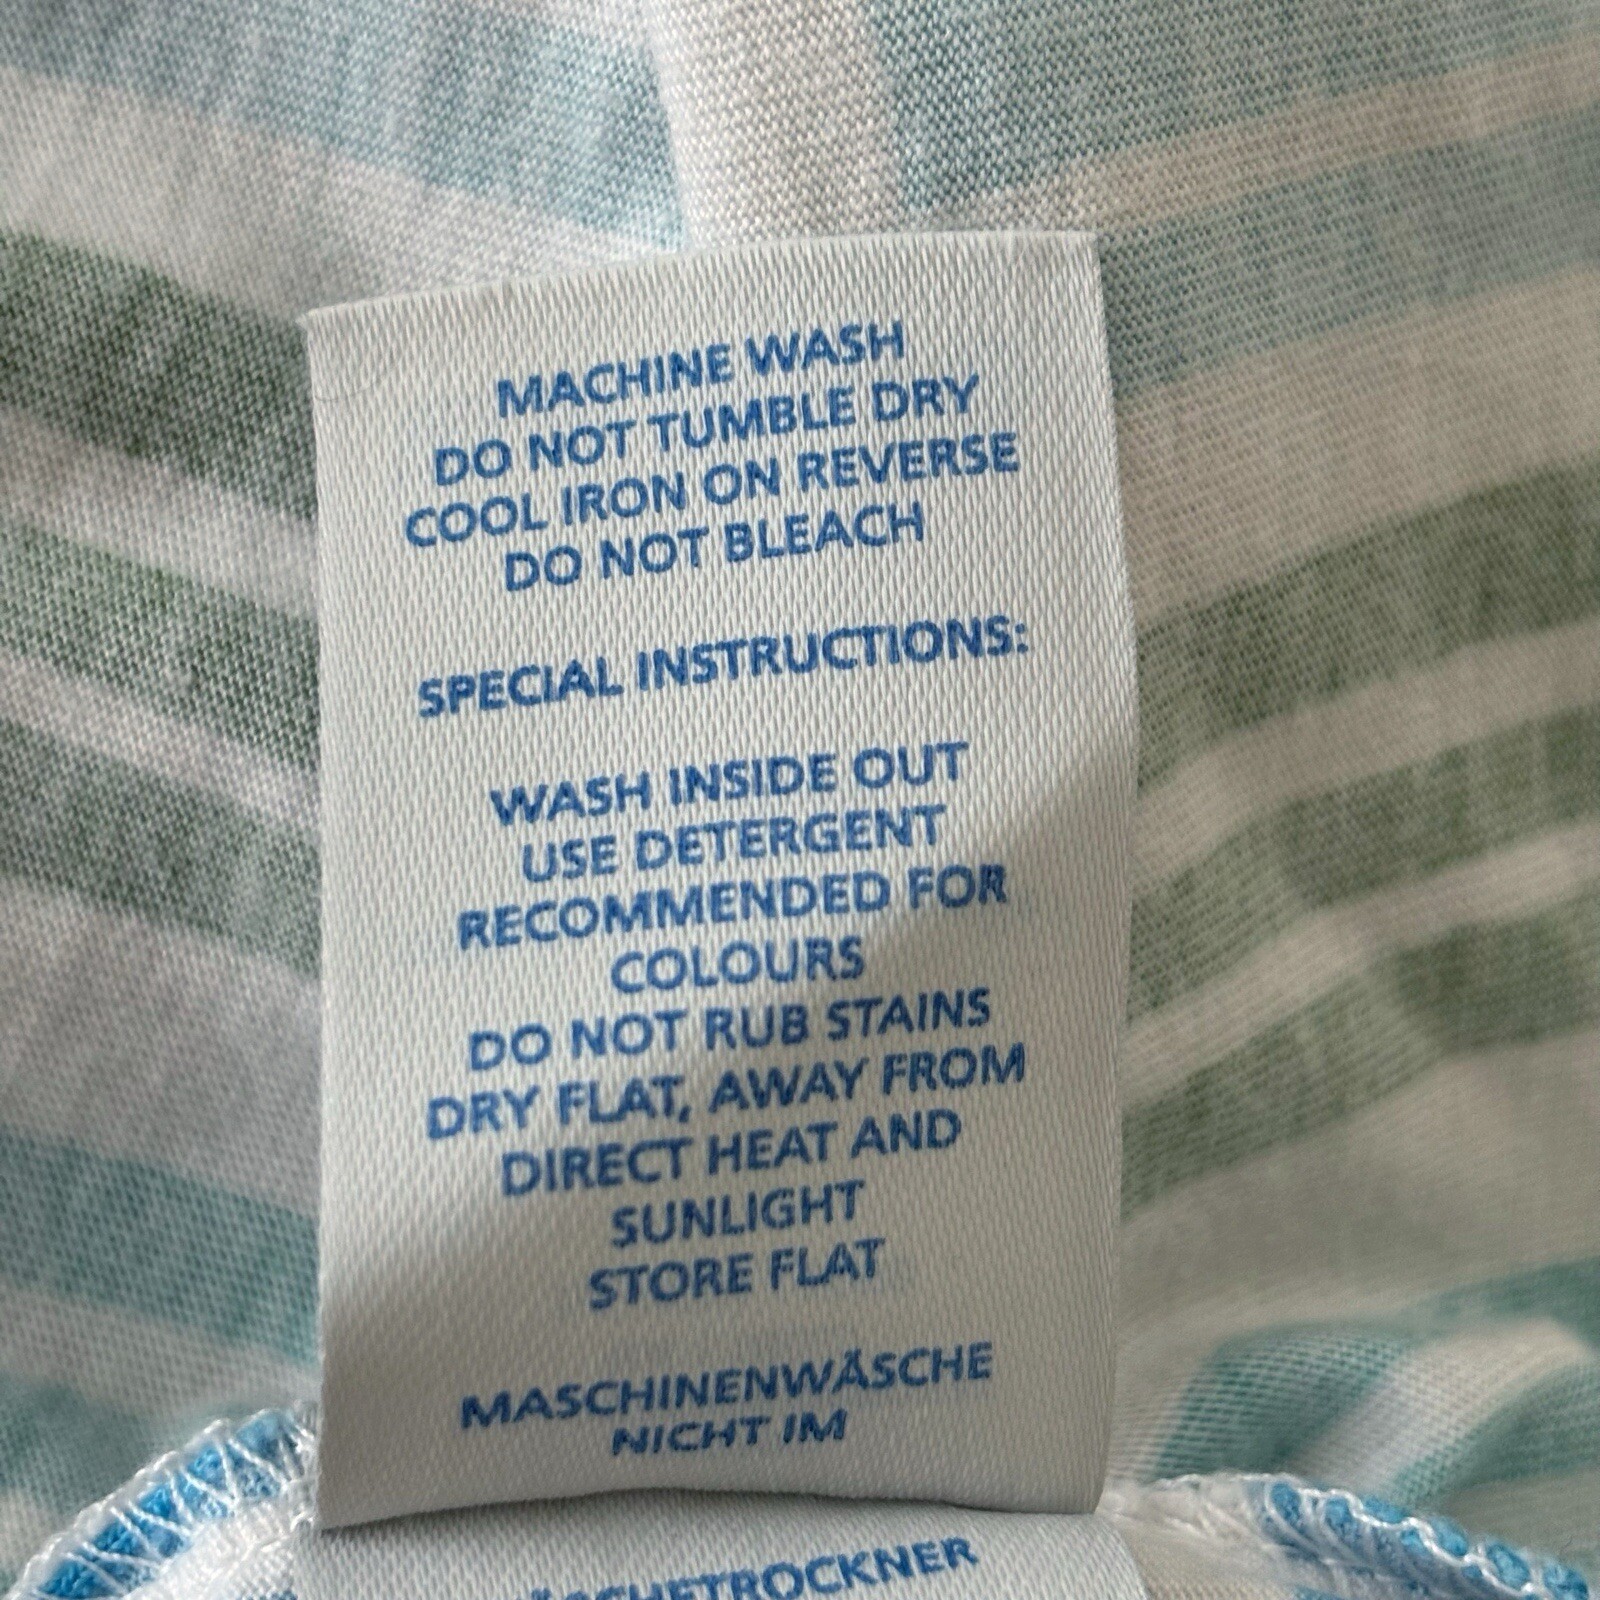 MACHINE WASH
DO NOT TUMBLE DRY
COOL IRON ON REVERSE
DO NOT BLEACH
SPECIAL INSTRUCTIONS:
WASH INSIDE OUT
USE DETERGENT
RECOMMENDED FOR
COLOURS
DO NOT RUB STAINS
DRY FLAT, AWAY FROM
DIRECT HEAT AND
SUNLIGHT
STORE FLAT
MASCHINENWÄSCHE
NICHT IM